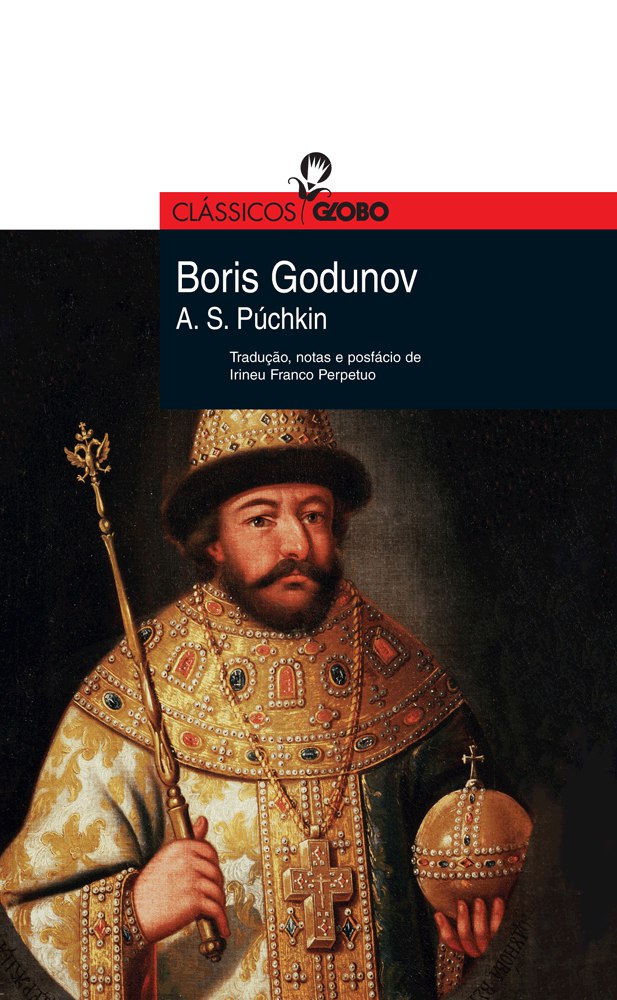 CLÁSSICOS GLOBO
Boris Godunov
A. S. Púchkin
Tradução, notas e posfácio de
Irineu Franco Perpetuo